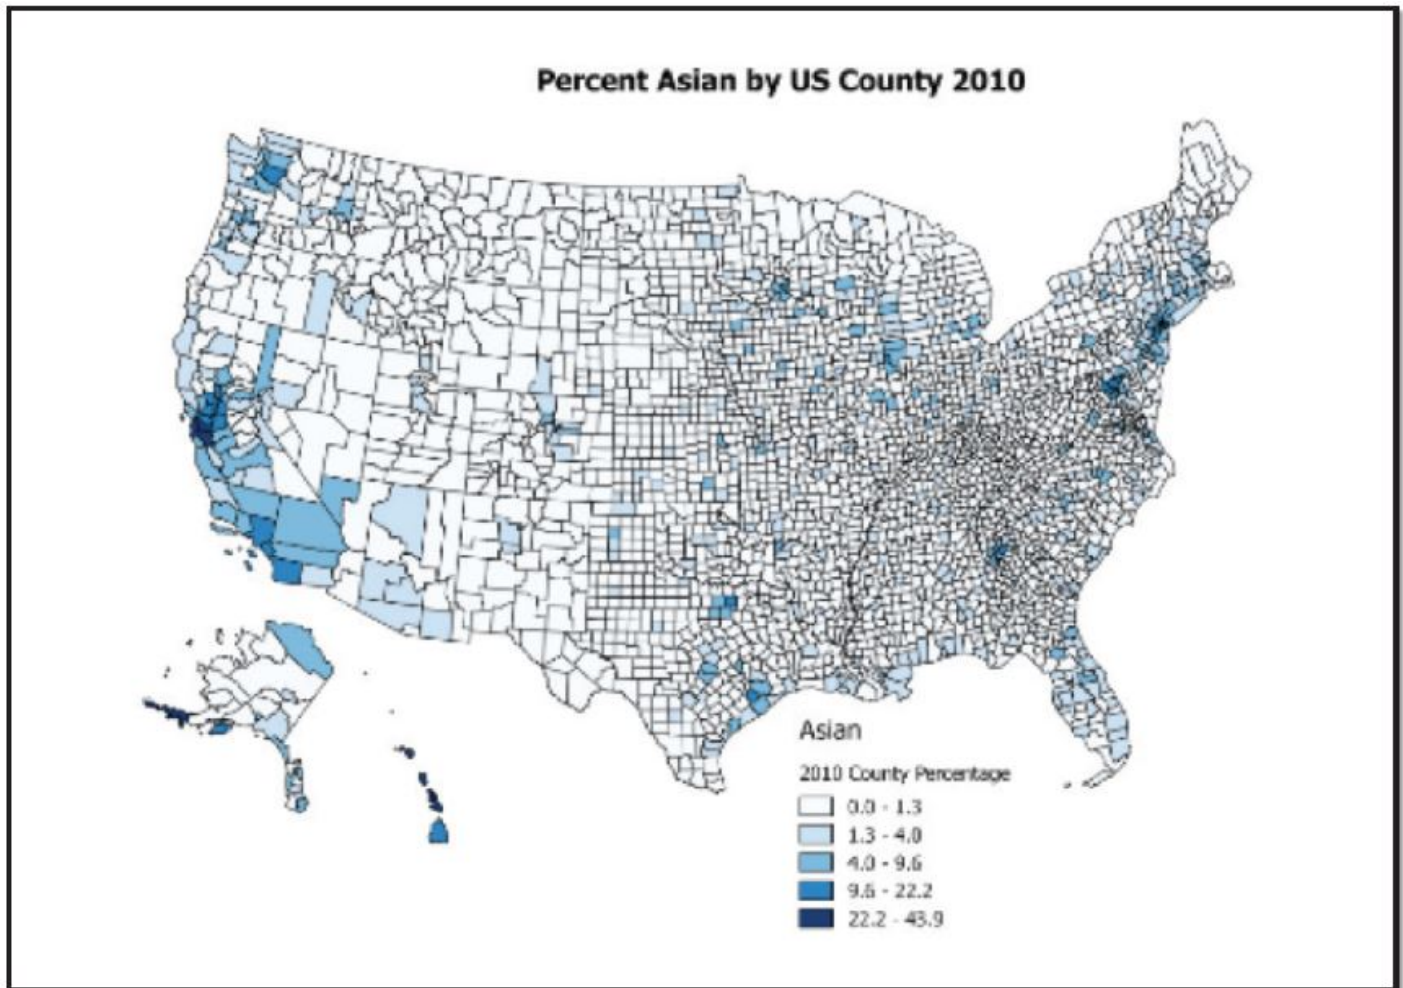 Percent Asian by US County 2010
Asian
2010 County Percentage
0.0 - 1.3
1.3 - 4.0
4.0 - 9.6
9.6 - 22.2
22.2 - 43.9